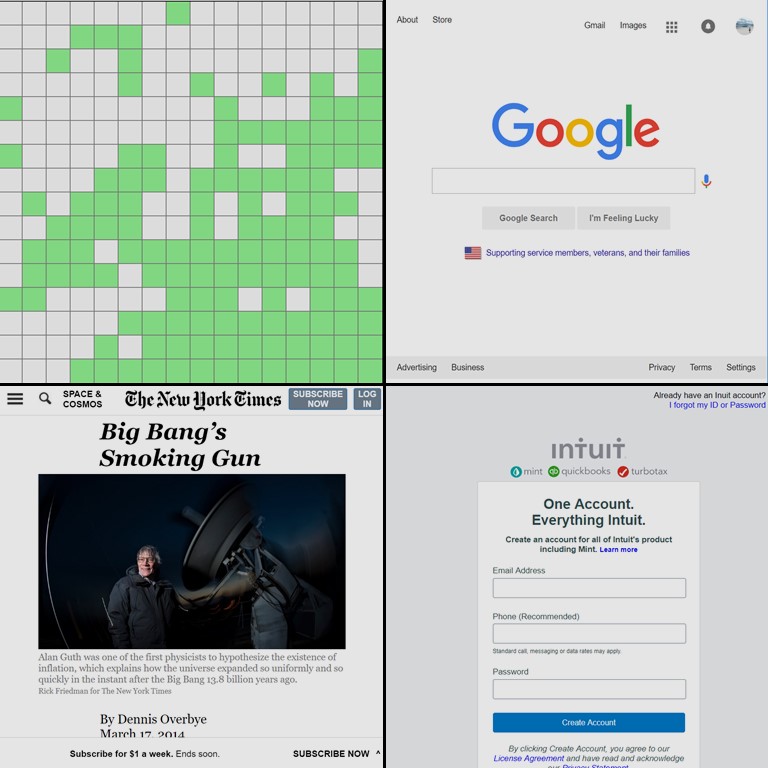 About Store
Gmail Images
Google
Google Search I'm Feeling Lucky
Supporting service members, veterans, and their families
Advertising Business Privacy Terms Settings
SPACE & COSMOS The New York Times SUBSCRIBE NOW LOG IN
Big Bang's
Smoking Gun
Alan Guth was one of the first physicists to hypothesize the existence of
inflation, which explains how the universe expanded so uniformly and so
quickly in the instant after the Big Bang 13.8 billion years ago.
Rick Friedman for The New York Times
By Dennis Overbye
March 17, 2014
Subscribe for $1 a week. Ends soon. SUBSCRIBE NOW ^
Already have an Inuit account?
I forgot my ID or Password
intuit
mint quickbooks turbotax
One Account.
Everything Intuit.
Create an account for all of Intuit's product
including Mint. Learn more
Email Address
Phone (Recommended)
Standard call, messaging or data rates may apply.
Password
Create Account
By clicking Create Account, you agree to our
License Agreement and have read and acknowledge
our Privacy Statement